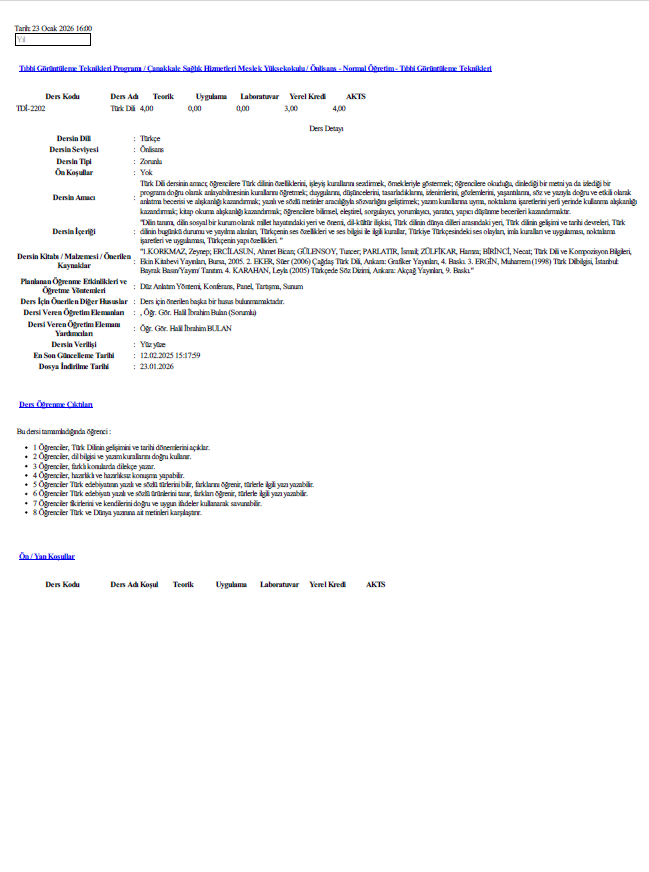 Tarih: 23 Ocak 2026 16:00
Yıl
Tıbbi Görüntüleme Teknikleri Programı / Çanakkale Sağlık Hizmetleri Meslek Yüksekokulu / Önlisans - Normal Öğretim - Tıbbi Görüntüleme Teknikleri
Ders Kodu Ders Adı Teorik Uygulama Laboratuvar Yerel Kredi AKTS
TDİ-2202 Türk Dili 4,00 0,00 0,00 3,00 4,00
Ders Detayı
Dersin Dili : Türkçe
Dersin Seviyesi : Önlisans
Dersin Tipi : Zorunlu
Ön Koşullar : Yok
Dersin Amacı : Türk Dili dersinin amacı; öğrencilere Türk dilinin özelliklerini, işleyiş kurallarını sezdirmek, örnekleriyle göstermek; öğrencilere okuduğu, dinlediği bir metni ya da izlediği bir
programı doğru olarak anlayabilmesinin kurallarını öğretmek; duygularını, düşüncelerini, tasarladıklarını, izlenimlerini, gözlemlerini, yaşantılarını, söz ve yazıyla doğru ve etkili olarak
anlatma becerisi ve alışkanlığı kazandırmak; yazılı ve sözlü metinler aracılığıyla sözvarlığını geliştirmek; yazım kurallarına uyma, noktalama işaretlerini yerli yerinde kullanma alışkanlığı
kazandırmak; kitap okuma alışkanlığı kazandırmak; öğrencilere bilimsel, eleştirel, sorgulayıcı, yorumlayıcı, yaratıcı, yapıcı düşünme becerileri kazandırmaktır.
Dersin İçeriği : "Dilin tanımı, dilin sosyal bir kurum olarak millet hayatındaki yeri ve önemi, dil-kültür ilişkisi, Türk dilinin dünya dilleri arasındaki yeri, Türk dilinin gelişimi ve tarihi devreleri, Türk
dilinin bugünkü durumu ve yayılma alanları, Türkçenin ses özellikleri ve ses bilgisi ile ilgili kurallar, Türkiye Türkçesindeki ses olayları, imla kuralları ve uygulaması, noktalama
işaretleri ve uygulaması, Türkçenin yapı özellikleri. "
Dersin Kitabı / Malzemesi / Önerilen Kaynaklar : "1.KORKMAZ, Zeynep; ERCİLASUN, Ahmet Bican; GÜLENSOY, Tuncer; PARLATIR, İsmail; ZÜLFİKAR, Hamza; BİRİNCİ, Necat; Türk Dili ve Kompozisyon Bilgileri,
Ekin Kitabevi Yayınları, Bursa, 2005. 2. EKER, Süer (2006) Çağdaş Türk Dili, Ankara: Grafiker Yayınları, 4. Baskı. 3. ERGİN, Muharrem (1998) Türk Dilbilgisi, İstanbul:
Bayrak Basın/Yayım/ Tanıtım. 4. KARAHAN, Leyla (2005) Türkçede Söz Dizimi, Ankara: Akçağ Yayınları, 9. Baskı."
Planlanan Öğrenme Etkinlikleri ve Öğretme Yöntemleri : Düz Anlatım Yöntemi, Konferans, Panel, Tartışma, Sunum
Ders İçin Önerilen Diğer Hususlar : Ders için önerilen başka bir husus bulunmamaktadır.
Dersi Veren Öğretim Elemanları : , Öğr. Gör. Halil İbrahim Bulan (Sorumlu)
Dersi Veren Öğretim Elemanı Yardımcıları : Öğr. Gör. Halil İbrahim BULAN
Dersin Verilişi : Yüz yüze
En Son Güncelleme Tarihi : 12.02.2025 15:17:59
Dosya İndirilme Tarihi : 23.01.2026
Ders Öğrenme Çıktıları
Bu dersi tamamladığında öğrenci :
• 1 Öğrenciler, Türk Dilinin gelişimini ve tarihi dönemlerini açıklar.
• 2 Öğrenciler, dil bilgisi ve yazım kurallarını doğru kullanır.
• 3 Öğrenciler, farklı konularda dilekçe yazar.
• 4 Öğrenciler, hazırlıklı ve hazırlıksız konuşma yapabilir.
• 5 Öğrenciler Türk edebiyatının yazılı ve sözlü türlerini bilir, farklarını öğrenir, türlerle ilgili yazı yazabilir.
• 6 Öğrenciler Türk edebiyatı yazılı ve sözlü ürünlerini tanır, farkları öğrenir, türlerle ilgili yazı yazabilir.
• 7 Öğrenciler fikirlerini ve kendilerini doğru ve uygun ifadeler kullanarak savunabilir.
• 8 Öğrenciler Türk ve Dünya yazınına ait metinleri karşılaştırır.
Ön / Yan Koşullar
Ders Kodu Ders Adı Koşul Teorik Uygulama Laboratuvar Yerel Kredi AKTS